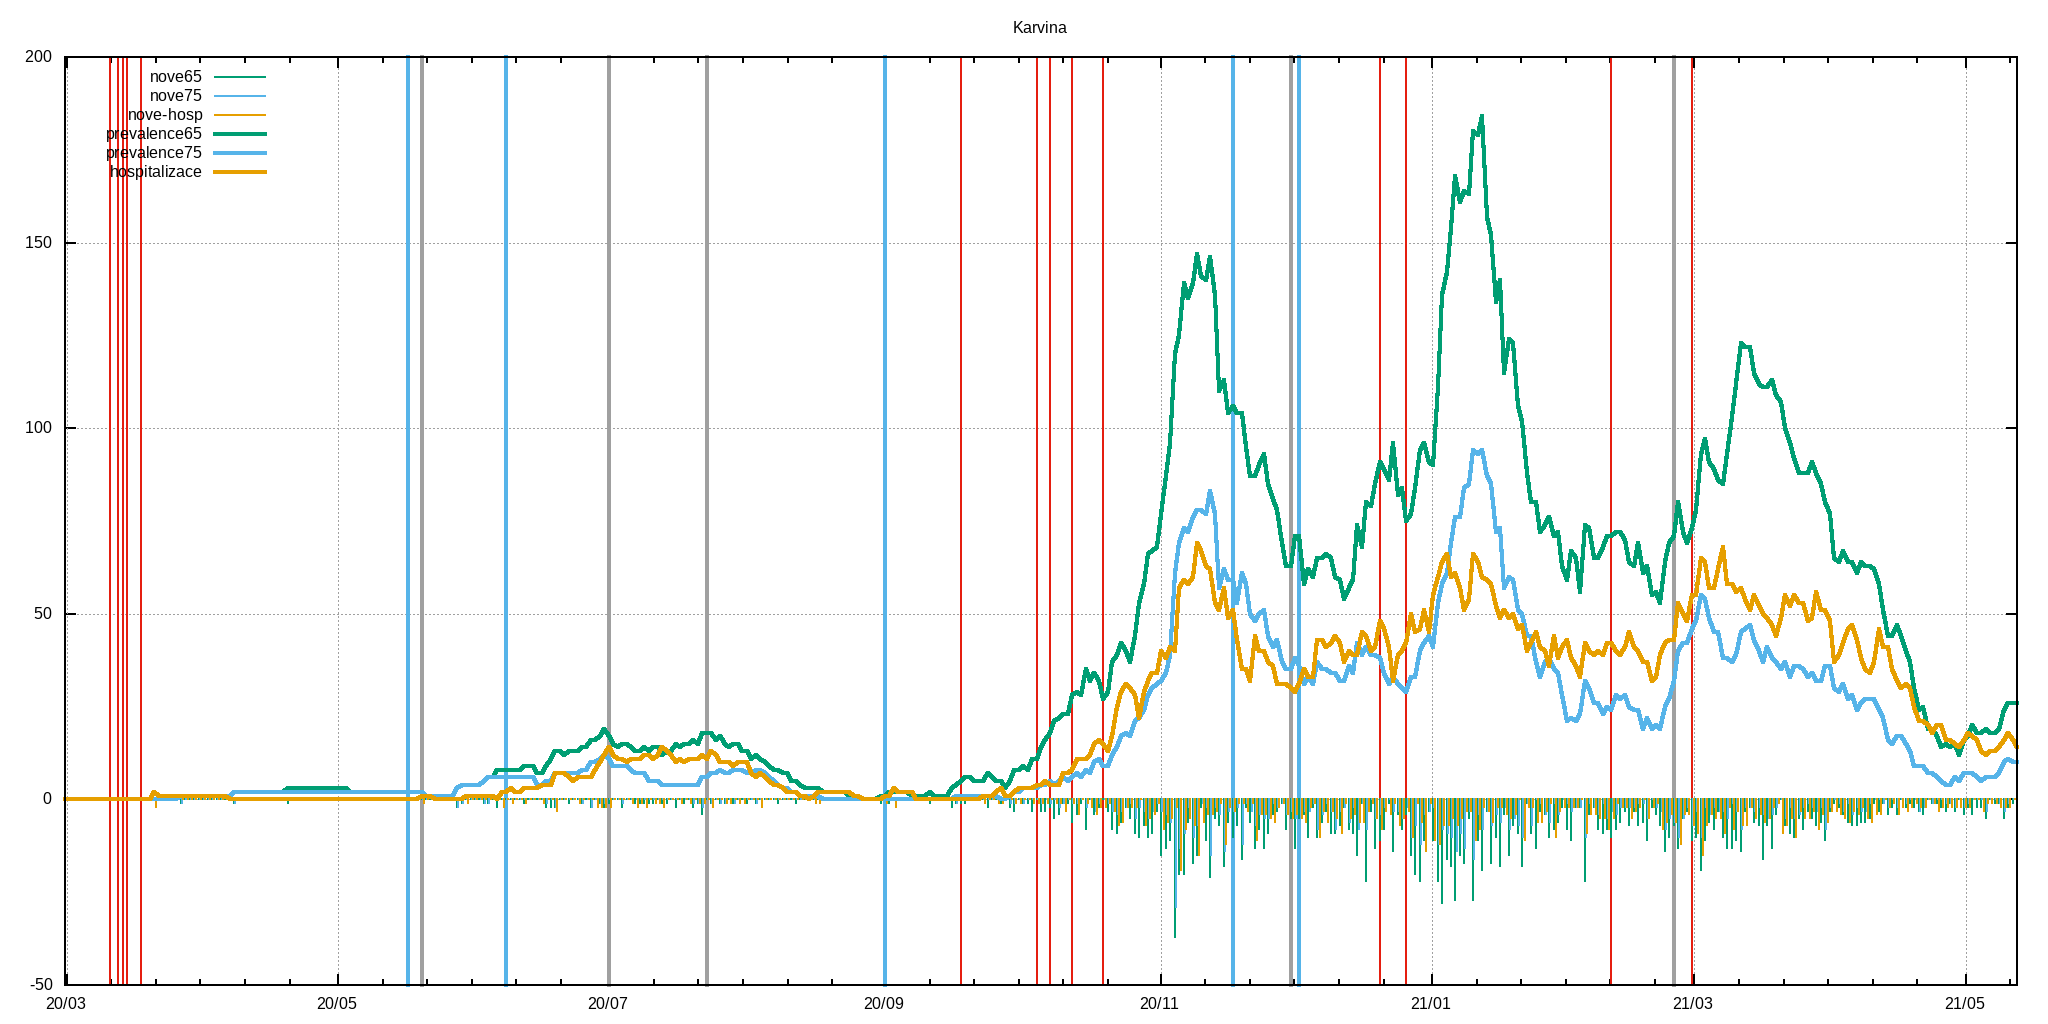 Karvina
200
150
100
50
0
-50
nove65
nove75
nove-hosp
prevalence65
prevalence75
hospitalizace
20/03 20/05 20/07 20/09 20/11 21/01 21/03 21/05